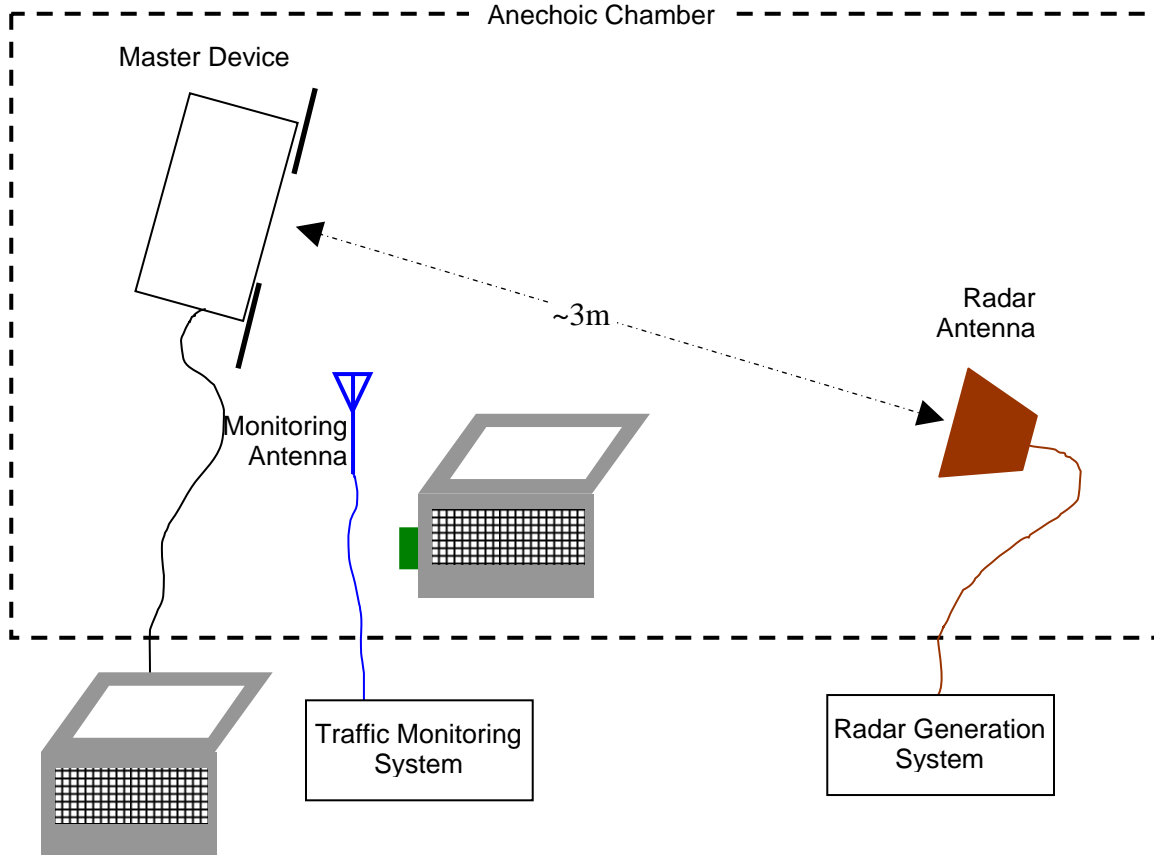 Anechoic Chamber
Master Device
~3m
Radar
Antenna
Monitoring
Antenna
Traffic Monitoring
System
Radar Generation
System